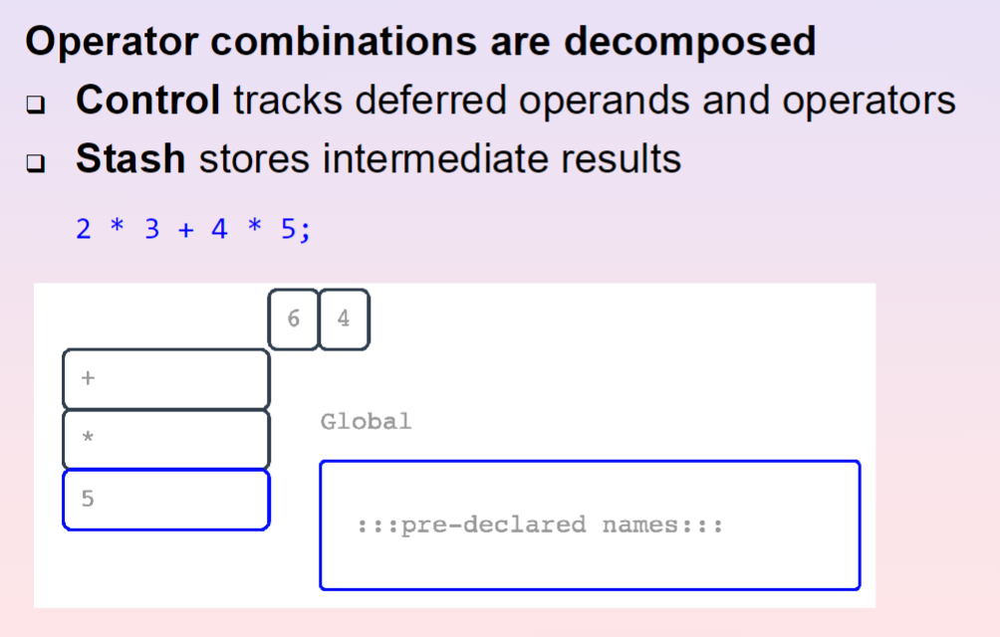 Operator combinations are decomposed
❑ Control tracks deferred operands and operators
❑ Stash stores intermediate results
2 * 3 + 4 * 5;
6 4
+
*
Global
5
:::pre-declared names:::